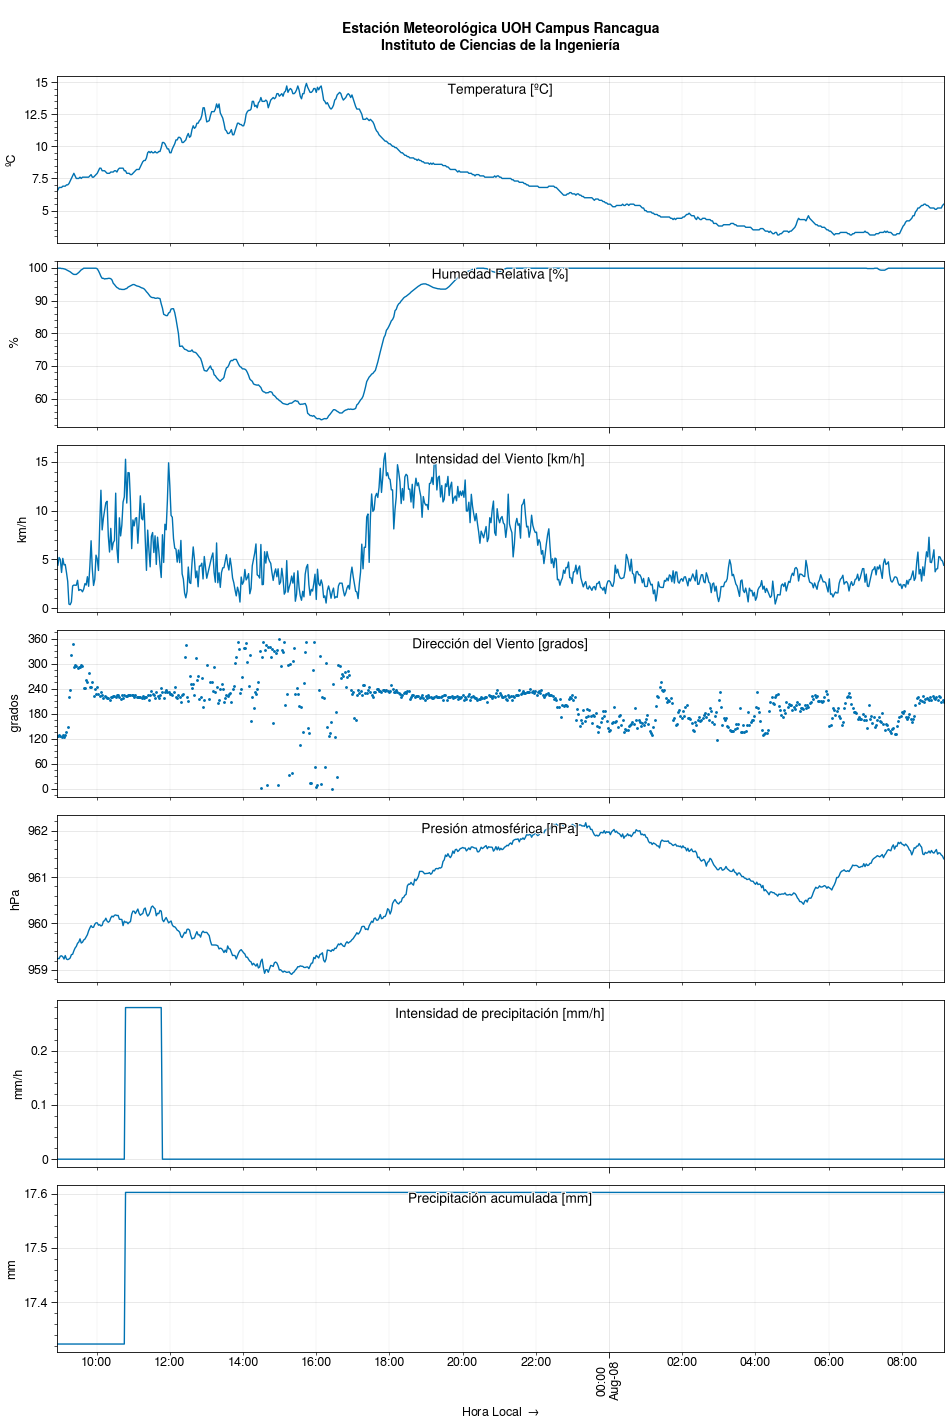 Estación Meteorológica UOH Campus Rancagua
Instituto de Ciencias de la Ingeniería
Temperatura [ºC]
ºC
15
12.5
10
7.5
5
Humedad Relativa [%]
%
100
90
80
70
60
Intensidad del Viento [km/h]
km/h
15
10
5
0
Dirección del Viento [grados]
grados
360
300
240
180
120
60
0
Presión atmosférica [hPa]
hPa
962
961
960
959
Intensidad de precipitación [mm/h]
mm/h
0.2
0.1
0
Precipitación acumulada [mm]
mm
17.6
17.5
17.4
10:00
12:00
14:00
16:00
18:00
20:00
22:00
00:00
Aug-08
02:00
04:00
06:00
08:00
Hora Local →